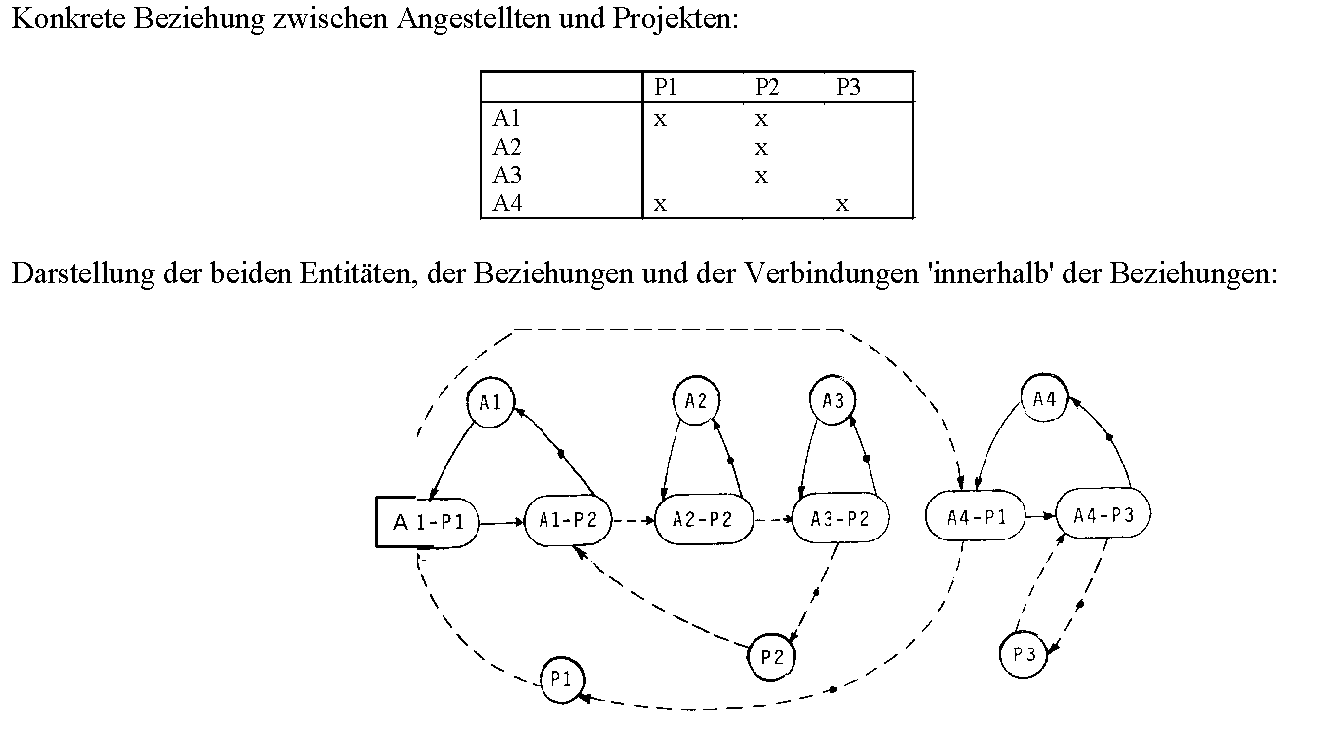 Konkrete Beziehung zwischen Angestellten und Projekten:
P1 P2 P3
A1 x x
A2 x
A3 x
A4 x x
Darstellung der beiden Entitäten, der Beziehungen und der Verbindungen 'innerhalb' der Beziehungen:
A1 A2 A3 A4
A1-P1 A1-P2 A2-P2 A3-P2 A4-P1 A4-P3
P1 P2 P3